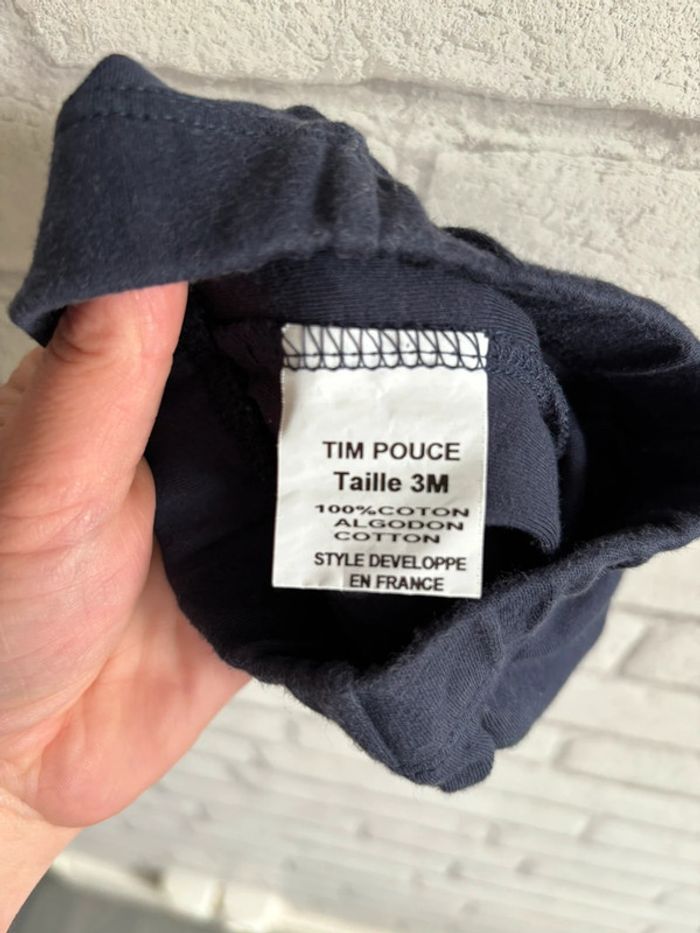 TIM POUCE
Taille 3M
100%COTON
ALGODON
COTTON
STYLE DEVELOPPE
EN FRANCE